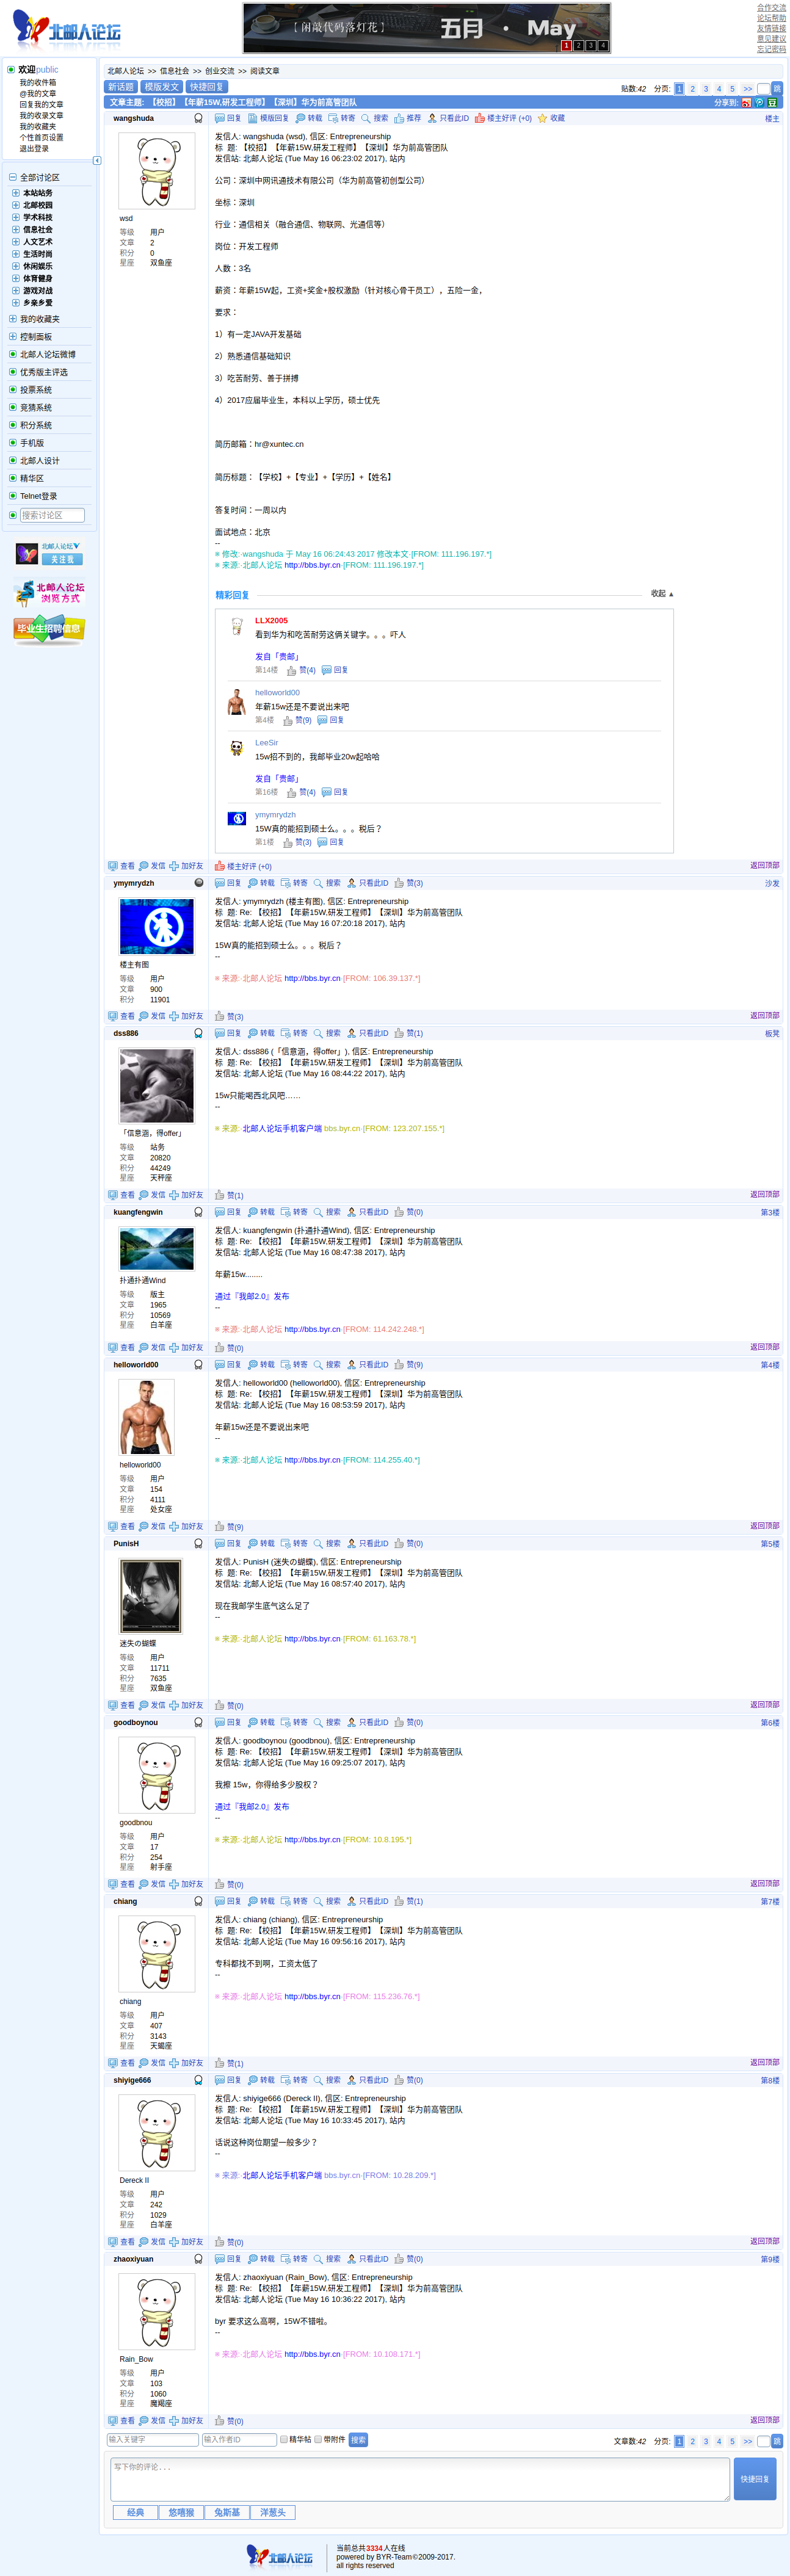 北邮人论坛
【闲敲代码落灯花】
五月 · May
1 2 3 4
合作交流
论坛帮助
友情链接
意见建议
忘记密码
欢迎public
我的收件箱
@我的文章
回复我的文章
我的收录文章
我的收藏夹
个性首页设置
退出登录
全部讨论区
本站站务
北邮校园
学术科技
信息社会
人文艺术
生活时尚
休闲娱乐
体育健身
游戏对战
乡亲乡爱
我的收藏夹
控制面板
北邮人论坛微博
优秀版主评选
投票系统
竞猜系统
积分系统
手机版
北邮人设计
精华区
Telnet登录
搜索讨论区
北邮人论坛
关注我
北邮人论坛
浏览方式
毕业生招聘信息
北邮人论坛 >> 信息社会 >> 创业交流 >> 阅读文章
新话题 模版发文 快捷回复
贴数:42 分页: 1 2 3 4 5 >> 跳
文章主题: 【校招】【年薪15W,研发工程师】【深圳】华为前高管团队
分享到:
wangshuda
回复 模版回复 转载 转寄 搜索 推荐 只看此ID 楼主好评 (+0) 收藏
楼主
wsd
等级 用户
文章 2
积分 0
星座 双鱼座
发信人: wangshuda (wsd), 信区: Entrepreneurship
标 题: 【校招】【年薪15W,研发工程师】【深圳】华为前高管团队
发信站: 北邮人论坛 (Tue May 16 06:23:02 2017), 站内
公司：深圳中网讯通技术有限公司（华为前高管初创型公司）
坐标：深圳
行业：通信相关（融合通信、物联网、光通信等）
岗位：开发工程师
人数：3名
薪资：年薪15W起，工资+奖金+股权激励（针对核心骨干员工），五险一金，
要求：
1）有一定JAVA开发基础
2）熟悉通信基础知识
3）吃苦耐劳、善于拼搏
4）2017应届毕业生，本科以上学历，硕士优先
简历邮箱：hr@xuntec.cn
简历标题：【学校】+【专业】+【学历】+【姓名】
答复时间：一周以内
面试地点：北京
--
※ 修改:·wangshuda 于 May 16 06:24:43 2017 修改本文·[FROM: 111.196.197.*]
※ 来源:·北邮人论坛 http://bbs.byr.cn·[FROM: 111.196.197.*]
精彩回复
收起 ▲
LLX2005
看到华为和吃苦耐劳这俩关键字。。。吓人
发自「贵邮」
第14楼 赞(4) 回复
helloworld00
年薪15w还是不要说出来吧
第4楼 赞(9) 回复
LeeSir
15w招不到的，我邮毕业20w起哈哈
发自「贵邮」
第16楼 赞(4) 回复
ymymrydzh
15W真的能招到硕士么。。。税后？
第1楼 赞(3) 回复
查看 发信 加好友
楼主好评 (+0)
返回顶部
ymymrydzh
回复 转载 转寄 搜索 只看此ID 赞(3)
沙发
楼主有图
等级 用户
文章 900
积分 11901
发信人: ymymrydzh (楼主有图), 信区: Entrepreneurship
标 题: Re: 【校招】【年薪15W,研发工程师】【深圳】华为前高管团队
发信站: 北邮人论坛 (Tue May 16 07:20:18 2017), 站内
15W真的能招到硕士么。。。税后？
--
※ 来源:·北邮人论坛 http://bbs.byr.cn·[FROM: 106.39.137.*]
查看 发信 加好友
赞(3)
返回顶部
dss886
回复 转载 转寄 搜索 只看此ID 赞(1)
板凳
「信意涵，得offer」
等级 站务
文章 20820
积分 44249
星座 天秤座
发信人: dss886 (「信意涵，得offer」), 信区: Entrepreneurship
标 题: Re: 【校招】【年薪15W,研发工程师】【深圳】华为前高管团队
发信站: 北邮人论坛 (Tue May 16 08:44:22 2017), 站内
15w只能喝西北风吧……
--
※ 来源:·北邮人论坛手机客户端 bbs.byr.cn·[FROM: 123.207.155.*]
查看 发信 加好友
赞(1)
返回顶部
kuangfengwin
回复 转载 转寄 搜索 只看此ID 赞(0)
第3楼
扑通扑通Wind
等级 版主
文章 1965
积分 10569
星座 白羊座
发信人: kuangfengwin (扑通扑通Wind), 信区: Entrepreneurship
标 题: Re: 【校招】【年薪15W,研发工程师】【深圳】华为前高管团队
发信站: 北邮人论坛 (Tue May 16 08:47:38 2017), 站内
年薪15w........
通过『我邮2.0』发布
--
※ 来源:·北邮人论坛 http://bbs.byr.cn·[FROM: 114.242.248.*]
查看 发信 加好友
赞(0)
返回顶部
helloworld00
回复 转载 转寄 搜索 只看此ID 赞(9)
第4楼
helloworld00
等级 用户
文章 154
积分 4111
星座 处女座
发信人: helloworld00 (helloworld00), 信区: Entrepreneurship
标 题: Re: 【校招】【年薪15W,研发工程师】【深圳】华为前高管团队
发信站: 北邮人论坛 (Tue May 16 08:53:59 2017), 站内
年薪15w还是不要说出来吧
--
※ 来源:·北邮人论坛 http://bbs.byr.cn·[FROM: 114.255.40.*]
查看 发信 加好友
赞(9)
返回顶部
PunisH
回复 转载 转寄 搜索 只看此ID 赞(0)
第5楼
迷失の蝴蝶
等级 用户
文章 11711
积分 7635
星座 双鱼座
发信人: PunisH (迷失の蝴蝶), 信区: Entrepreneurship
标 题: Re: 【校招】【年薪15W,研发工程师】【深圳】华为前高管团队
发信站: 北邮人论坛 (Tue May 16 08:57:40 2017), 站内
现在我邮学生底气这么足了
--
※ 来源:·北邮人论坛 http://bbs.byr.cn·[FROM: 61.163.78.*]
查看 发信 加好友
赞(0)
返回顶部
goodboynou
回复 转载 转寄 搜索 只看此ID 赞(0)
第6楼
goodbnou
等级 用户
文章 17
积分 254
星座 射手座
发信人: goodboynou (goodbnou), 信区: Entrepreneurship
标 题: Re: 【校招】【年薪15W,研发工程师】【深圳】华为前高管团队
发信站: 北邮人论坛 (Tue May 16 09:25:07 2017), 站内
我擦 15w，你得给多少股权？
通过『我邮2.0』发布
--
※ 来源:·北邮人论坛 http://bbs.byr.cn·[FROM: 10.8.195.*]
查看 发信 加好友
赞(0)
返回顶部
chiang
回复 转载 转寄 搜索 只看此ID 赞(1)
第7楼
chiang
等级 用户
文章 407
积分 3143
星座 天蝎座
发信人: chiang (chiang), 信区: Entrepreneurship
标 题: Re: 【校招】【年薪15W,研发工程师】【深圳】华为前高管团队
发信站: 北邮人论坛 (Tue May 16 09:56:16 2017), 站内
专科都找不到啊，工资太低了
--
※ 来源:·北邮人论坛 http://bbs.byr.cn·[FROM: 115.236.76.*]
查看 发信 加好友
赞(1)
返回顶部
shiyige666
回复 转载 转寄 搜索 只看此ID 赞(0)
第8楼
Dereck II
等级 用户
文章 242
积分 1029
星座 白羊座
发信人: shiyige666 (Dereck II), 信区: Entrepreneurship
标 题: Re: 【校招】【年薪15W,研发工程师】【深圳】华为前高管团队
发信站: 北邮人论坛 (Tue May 16 10:33:45 2017), 站内
话说这种岗位期望一般多少？
--
※ 来源:·北邮人论坛手机客户端 bbs.byr.cn·[FROM: 10.28.209.*]
查看 发信 加好友
赞(0)
返回顶部
zhaoxiyuan
回复 转载 转寄 搜索 只看此ID 赞(0)
第9楼
Rain_Bow
等级 用户
文章 103
积分 1060
星座 魔羯座
发信人: zhaoxiyuan (Rain_Bow), 信区: Entrepreneurship
标 题: Re: 【校招】【年薪15W,研发工程师】【深圳】华为前高管团队
发信站: 北邮人论坛 (Tue May 16 10:36:22 2017), 站内
byr 要求这么高啊，15W不错啦。
--
※ 来源:·北邮人论坛 http://bbs.byr.cn·[FROM: 10.108.171.*]
查看 发信 加好友
赞(0)
返回顶部
输入关键字 输入作者ID 精华帖 带附件 搜索
文章数:42 分页: 1 2 3 4 5 >> 跳
写下你的评论...
快捷回复
经典 悠嘻猴 兔斯基 洋葱头
北邮人论坛
当前总共3334人在线
powered by BYR-Team©2009-2017.
all rights reserved